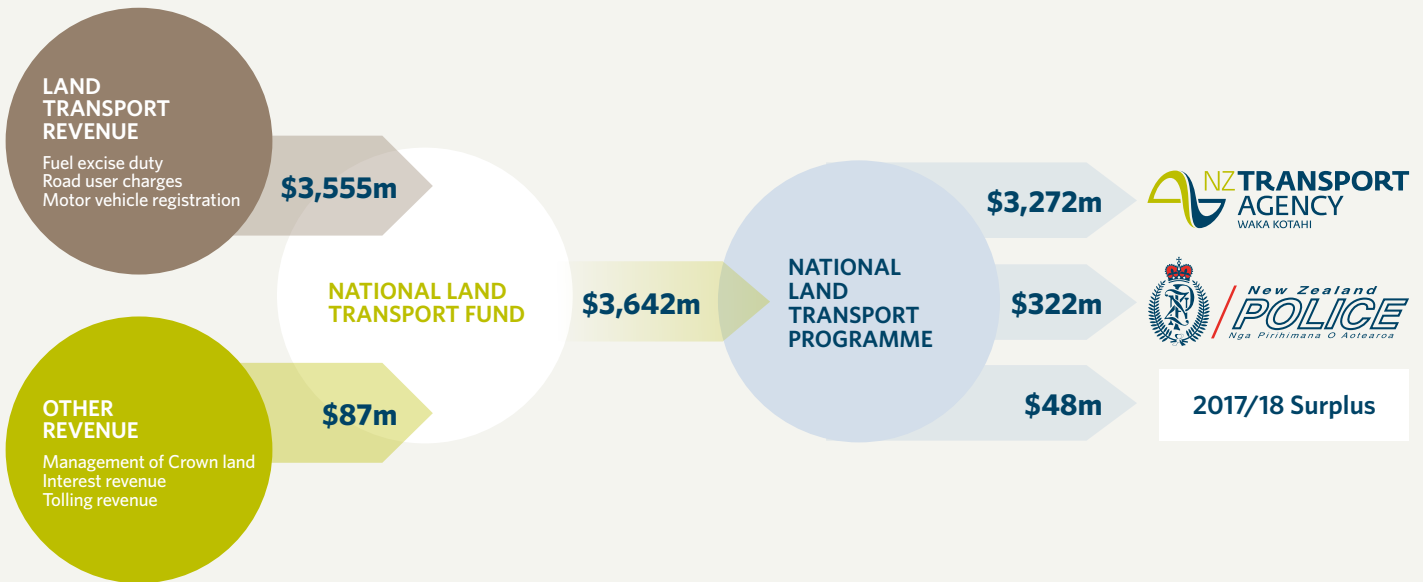 LAND
TRANSPORT
REVENUE
Fuel excise duty
Road user charges
Motor vehicle registration
$3,555m
OTHER
REVENUE
Management of Crown land
Interest revenue
Tolling revenue
$87m
NATIONAL LAND
TRANSPORT FUND
$3,642m
NATIONAL
LAND
TRANSPORT
PROGRAMME
$3,272m
NZTRANSPORT
AGENCY
WAKA KOTAHI
$322m
New Zealand
POLICE
Nga Pirihimana O Aotearoa
$48m
2017/18 Surplus